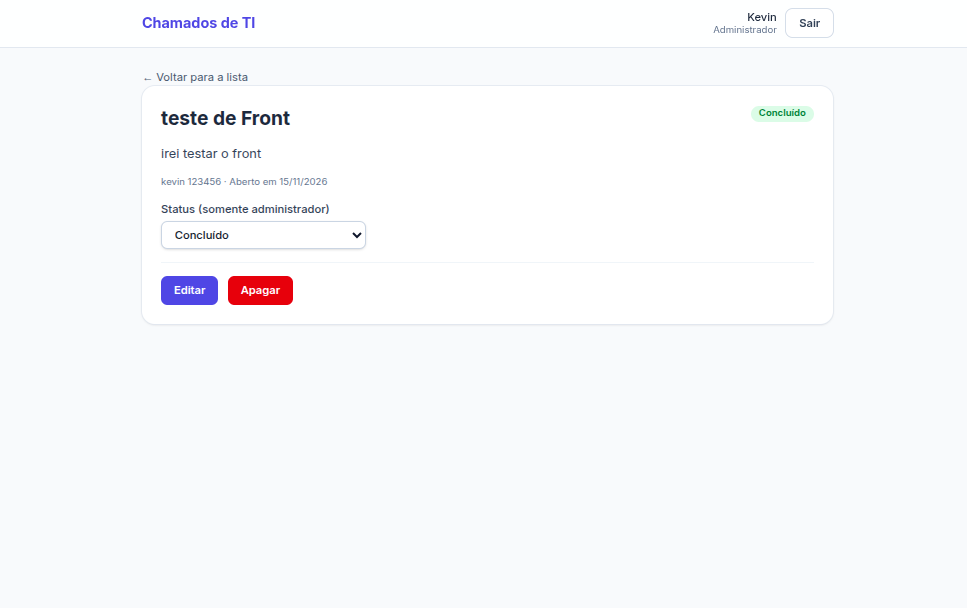 Chamados de TI
Kevin
Administrador
Sair
← Voltar para a lista
teste de Front
Concluído
irei testar o front
kevin 123456 · Aberto em 15/11/2026
Status (somente administrador)
Concluído
Editar
Apagar